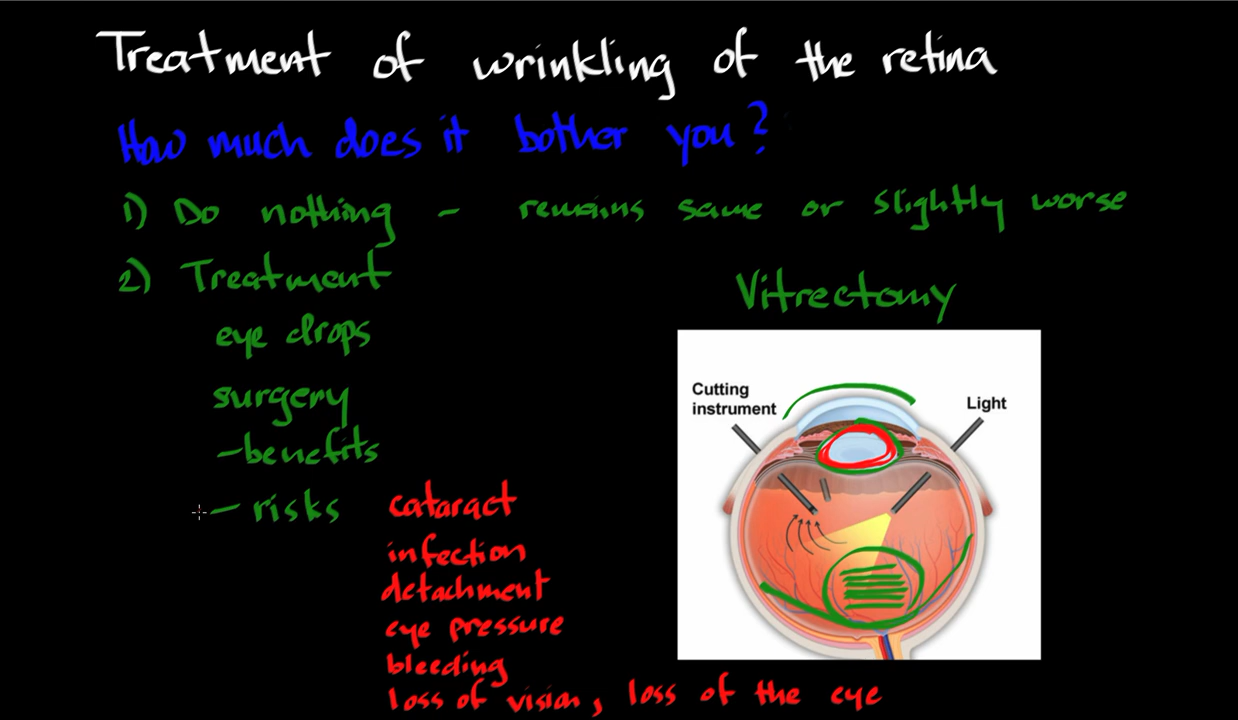 Treatment of wrinkling of the retina
How much does it bother you?
1) Do nothing - remains same or slightly worse
2) Treatment
eye drops
surgery
-benefits
- risks
cataract
infection
detachment
eye pressure
bleeding
loss of vision, loss of the eye
Vitrectomy
Cutting
instrument
Light